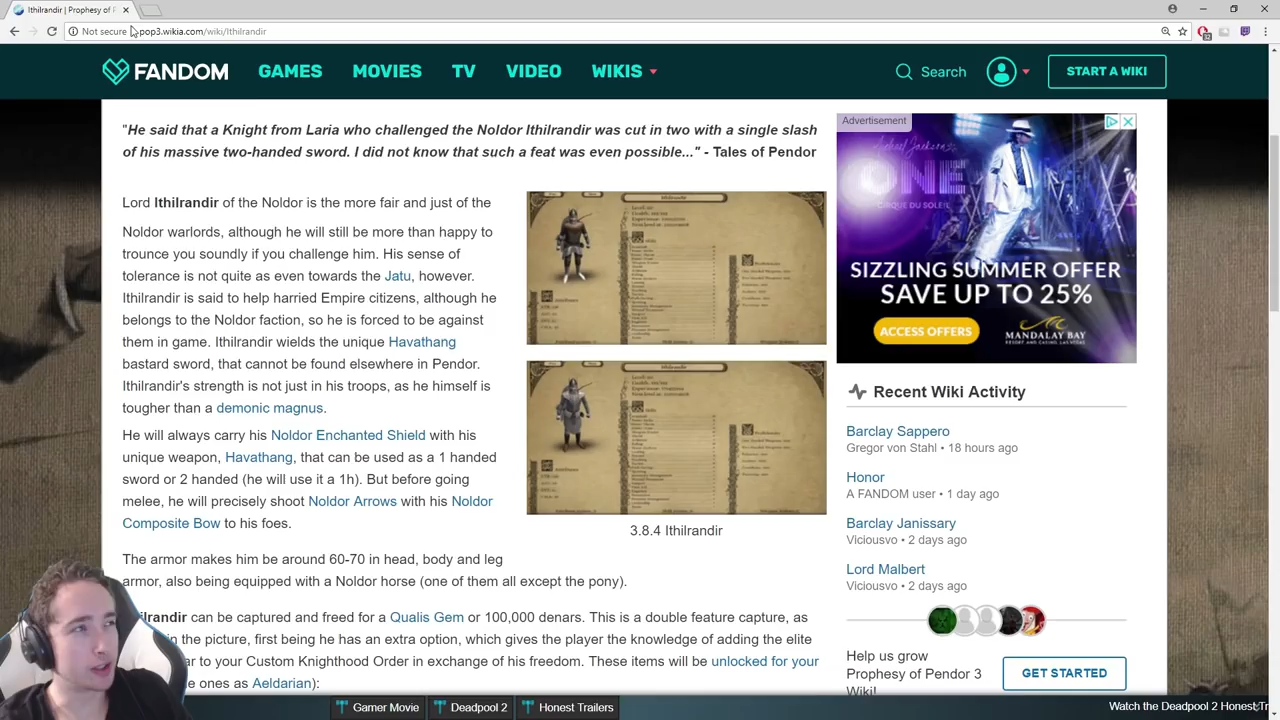 Ithilrandir | Prophesy of P
Not secure
pop3.wikia.com/wiki/Ithilrandir
FANDOM
GAMES
MOVIES
TV
VIDEO
WIKIS
Search
START A WIKI
"He said that a Knight from Laria who challenged the Noldor Ithilrandir was cut in two with a single slash
of his massive two-handed sword. I did not know that such a feat was even possible..." - Tales of Pendor
Lord Ithilrandir of the Noldor is the more fair and just of the
Noldor warlords, although he will still be more than happy to
trounce you soundly if you challenge him. His sense of
tolerance is not quite as even towards the Jatu, however.
Ithilrandir is said to help harried Empire citizens, although he
belongs to the Noldor faction, so he is forced to be against
them in game. Ithilrandir wields the unique Havathang
bastard sword, that cannot be found elsewhere in Pendor.
Ithilrandir's strength is not just in his troops, as he himself is
tougher than a demonic magnus.
He will always carry his Noldor Enchanted Shield with his
unique weapon, Havathang, that can be used as a 1 handed
sword or 2 handed (he will use it as 1h). But before going
melee, he will precisely shoot Noldor Arrows with his Noldor
Composite Bow to his foes.
The armor makes him be around 60-70 in head, body and leg
armor, also being equipped with a Noldor horse (one of them all except the pony).
ilrandir can be captured and freed for a Qualis Gem or 100,000 denars. This is a double feature capture, as
in the picture, first being he has an extra option, which gives the player the knowledge of adding the elite
ar to your Custom Knighthood Order in exchange of his freedom. These items will be unlocked for your
e ones as Aeldarian):
Ithilrandir
Ithilrandir
3.8.4 Ithilrandir
Advertisement
Michael Jackson's
ONE
CIRQUE DU SOLEIL
SIZZLING SUMMER OFFER
SAVE UP TO 25%
ACCESS OFFERS
MANDALAY BAY
RESORT AND CASINO, LAS VEGAS
Recent Wiki Activity
Barclay Sappero
Gregor von Stahl • 18 hours ago
Honor
A FANDOM user • 1 day ago
Barclay Janissary
Viciousvo • 2 days ago
Lord Malbert
Viciousvo • 2 days ago
Help us grow
Prophesy of Pendor 3
Wiki!
GET STARTED
Gamer Movie
Deadpool 2
Honest Trailers
Watch the Deadpool 2 Honest Tr